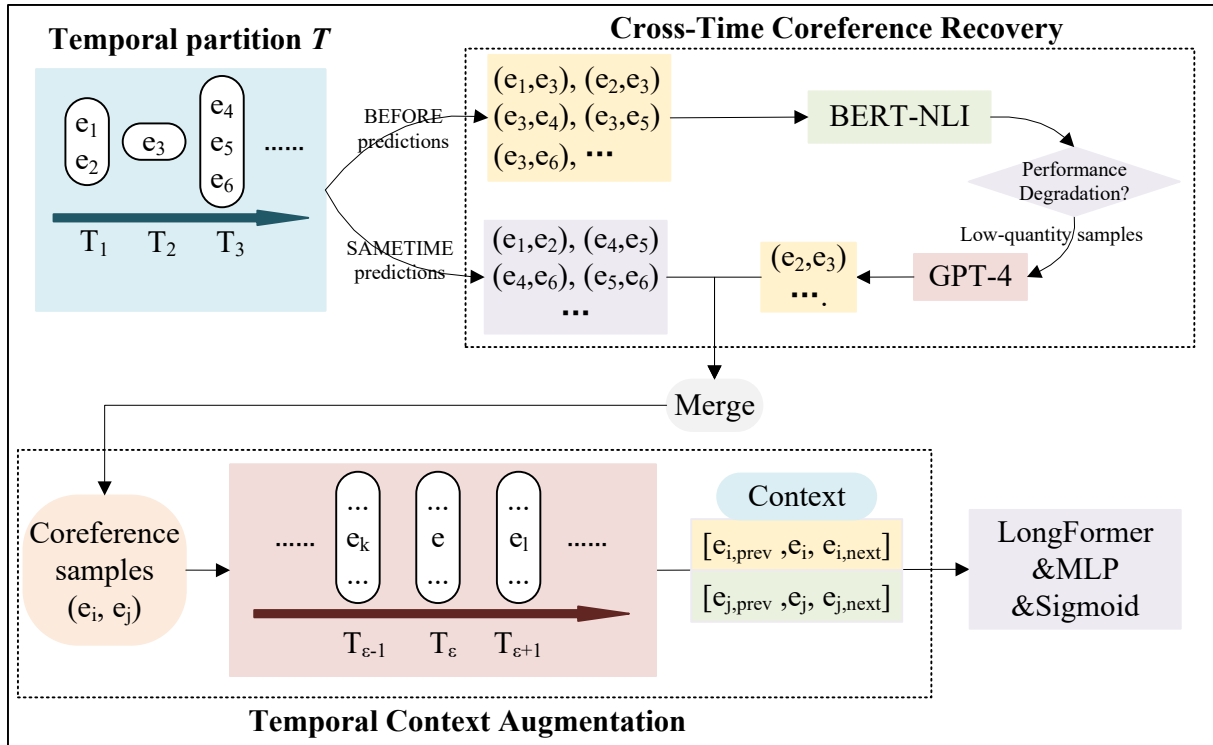 Temporal partition T
e1
e2
e3
e4
e5
e6
......
T1
T2
T3
BEFORE
predictions
SAMETIME
predictions
Cross-Time Coreference Recovery
(e1,e3), (e2,e3)
(e3,e4), (e3,e5)
(e3,e6), ...
BERT-NLI
Performance
Degradation?
Low-quantity samples
GPT-4
(e2,e3)
....
(e1,e2), (e4,e5)
(e4,e6), (e5,e6)
...
Merge
Coreference
samples
(ei, ej)
......
...
ek
...
...
e
...
...
el
...
......
Tε-1
Tε
Tε+1
Context
[ei,prev ,ei, ei,next]
[ej,prev ,ej, ej,next]
LongFormer
&MLP
&Sigmoid
Temporal Context Augmentation